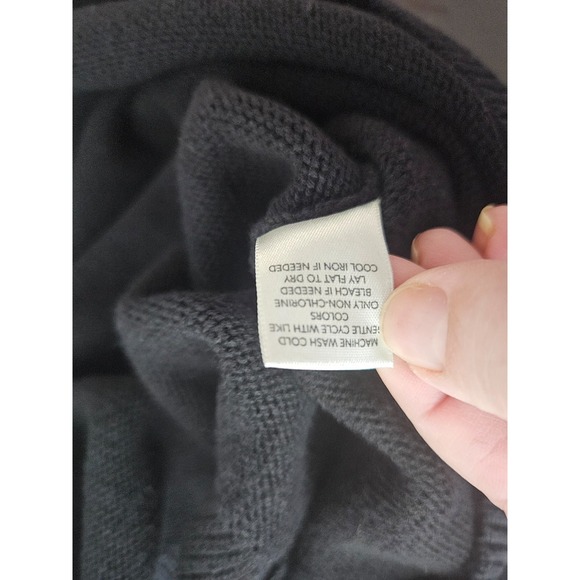 MACHINE WASH COLD
GENTLE CYCLE WITH LIKE
COLORS
ONLY NON-CHLORINE
BLEACH IF NEEDED
LAY FLAT TO DRY
COOL IRON IF NEEDED